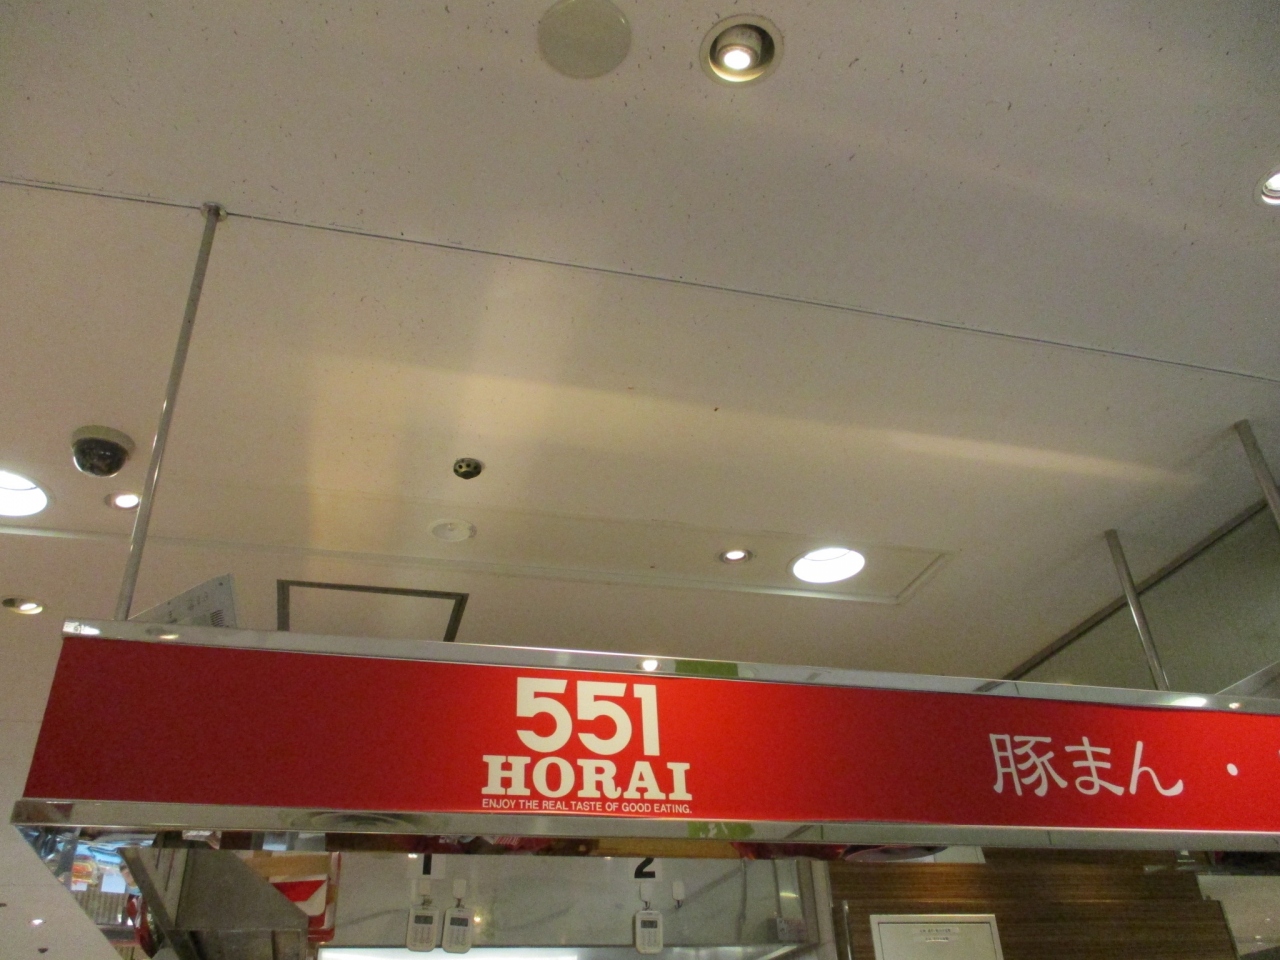 551
HORAI
ENJOY THE REAL TASTE OF GOOD EATING.
豚まん・
1
2